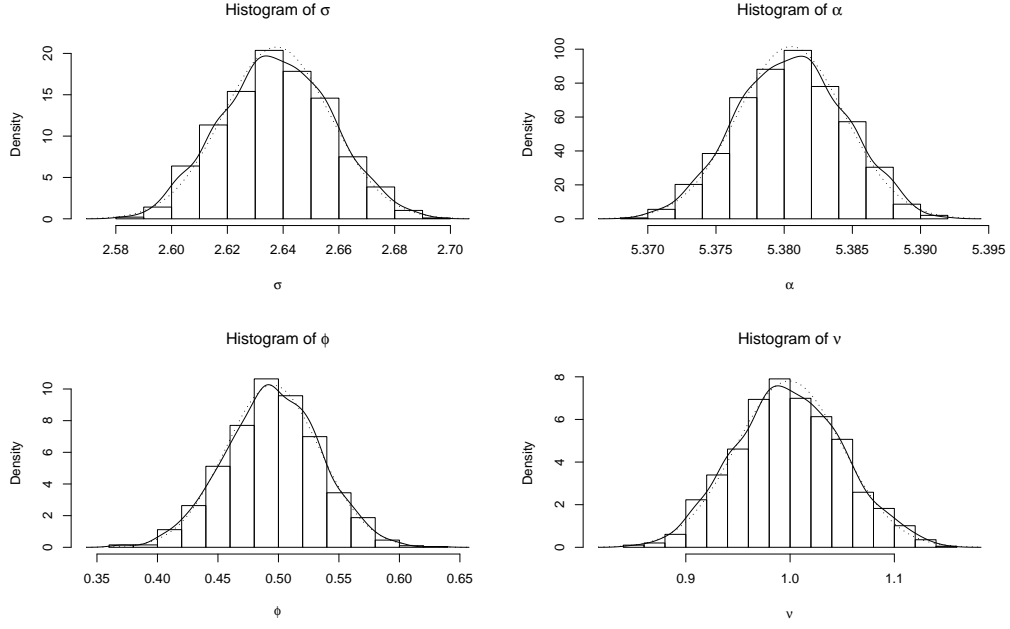 Histogram of σ
Density
0
5
10
15
20
2.58 2.60 2.62 2.64 2.66 2.68 2.70
σ
Histogram of α
Density
0
20
40
60
80
100
5.370 5.375 5.380 5.385 5.390 5.395
α
Histogram of ϕ
Density
0
2
4
6
8
10
0.35 0.40 0.45 0.50 0.55 0.60 0.65
ϕ
Histogram of ν
Density
0
2
4
6
8
0.9 1.0 1.1
ν